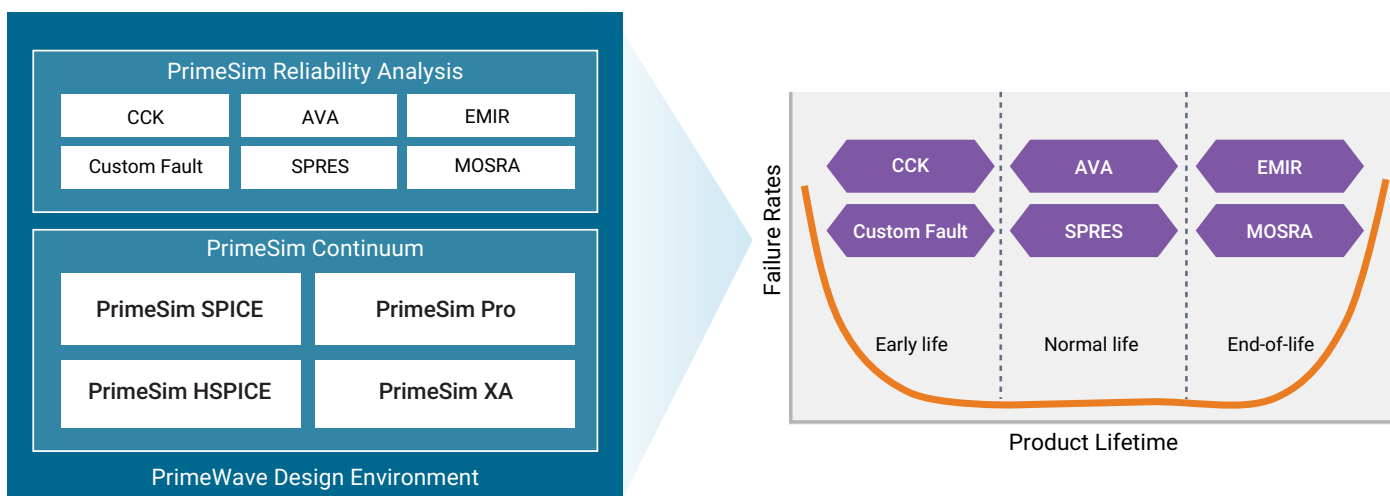 PrimeSim Reliability Analysis
CCK
AVA
EMIR
Custom Fault
SPRES
MOSRA
PrimeSim Continuum
PrimeSim SPICE
PrimeSim Pro
PrimeSim HSPICE
PrimeSim XA
PrimeWave Design Environment
Failure Rates
CCK
AVA
EMIR
Custom Fault
SPRES
MOSRA
Early life
Normal life
End-of-life
Product Lifetime